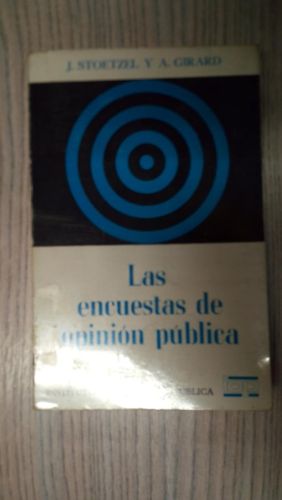 J. STOETZEL Y A. GIRARD
Las
encuestas de
opinión pública